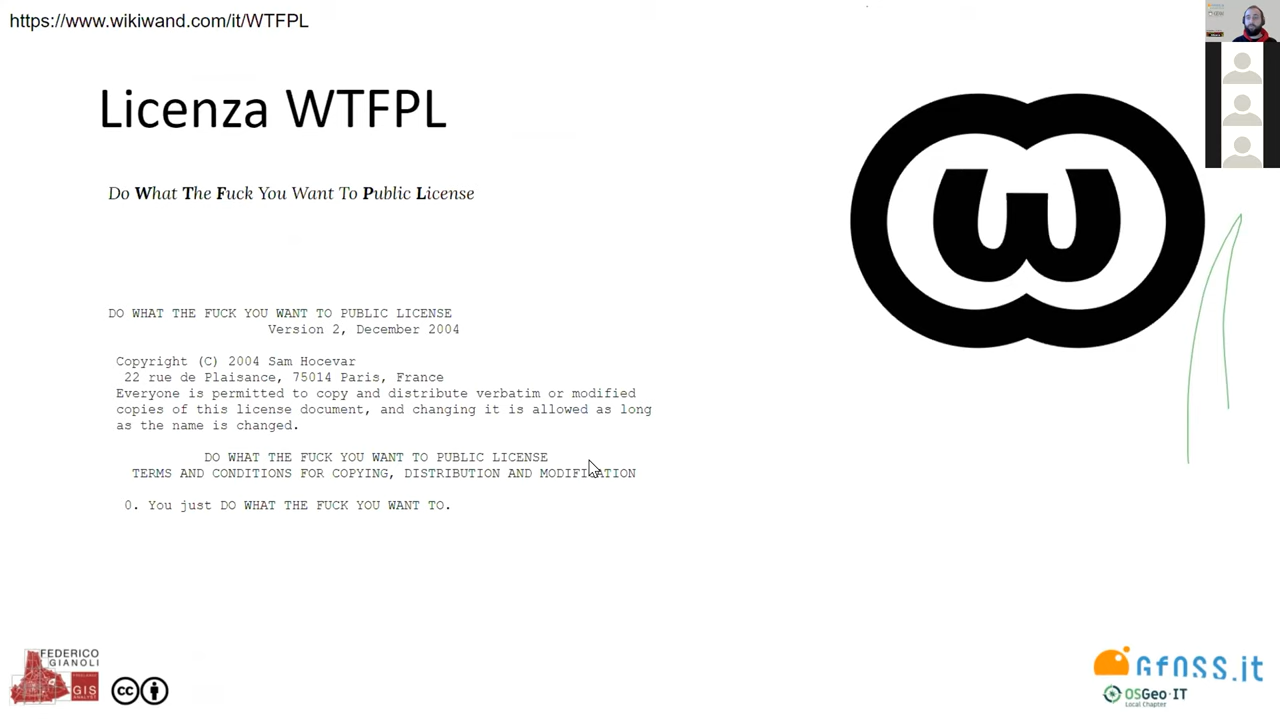 https://www.wikiwand.com/it/WTFPL
Licenza WTFPL
Do What The Fuck You Want To Public License
DO WHAT THE FUCK YOU WANT TO PUBLIC LICENSE
Version 2, December 2004
Copyright (C) 2004 Sam Hocevar
22 rue de Plaisance, 75014 Paris, France
Everyone is permitted to copy and distribute verbatim or modified
copies of this license document, and changing it is allowed as long
as the name is changed.
DO WHAT THE FUCK YOU WANT TO PUBLIC LICENSE
TERMS AND CONDITIONS FOR COPYING, DISTRIBUTION AND MODIFICATION
0. You just DO WHAT THE FUCK YOU WANT TO.
FEDERICO
GIANOLI
GIS
cc
GFOSS.it
OSGeo·IT
Local Chapter